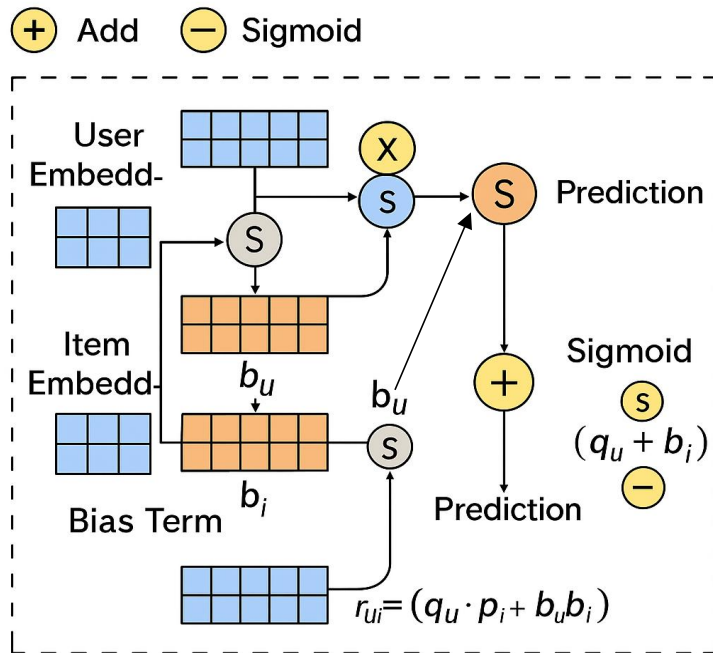 + Add − Sigmoid
User
Embedd-
X
S
S
Prediction
S
Item
Embedd-
b_u
b_u
+
Sigmoid
S
(q_u + b_i)
−
S
b_i
Bias Term
Prediction
r_ui = (q_u · p_i + b_u b_i)